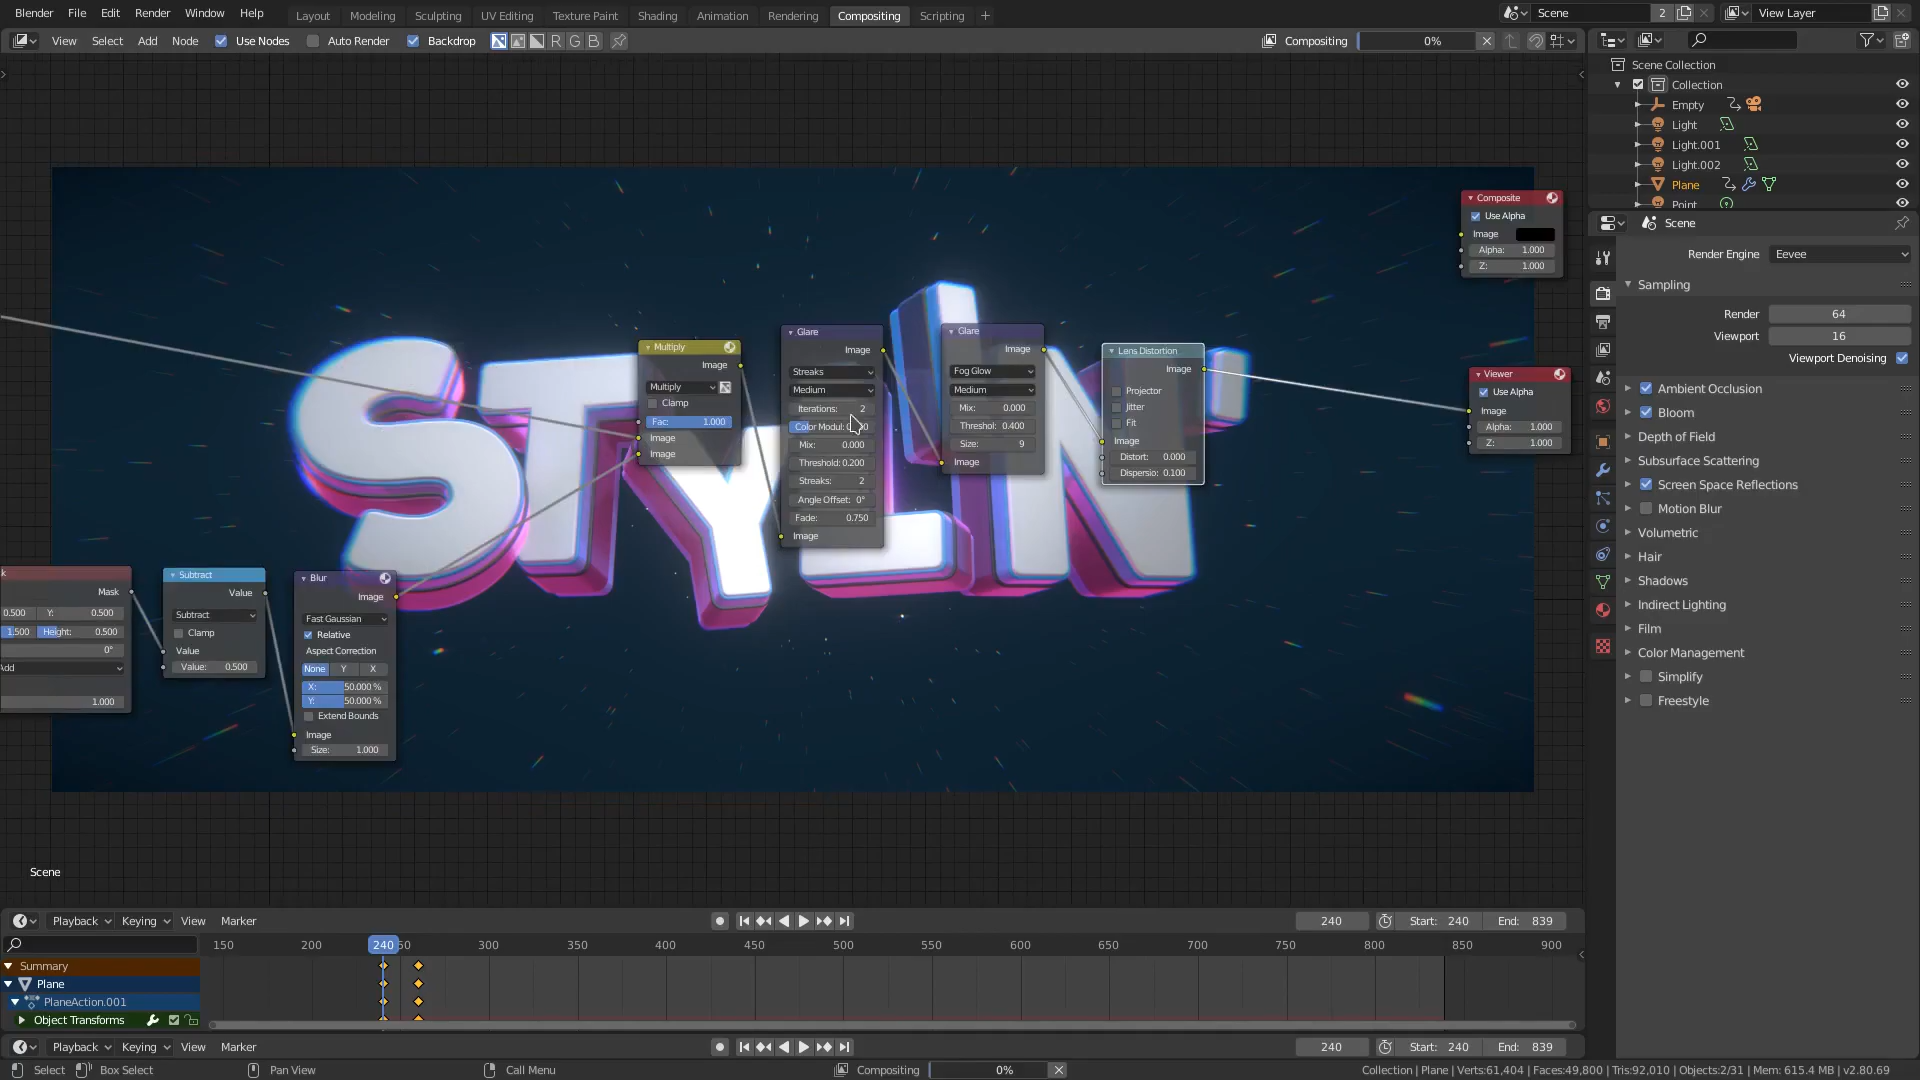 Blender File Edit Render Window Help Layout Modeling Sculpting UV Editing Texture Paint Shading Animation Rendering Compositing Scripting + Scene 2 View Layer
View Select Add Node Use Nodes Auto Render Backdrop R G B Compositing 0%
Scene Collection
Collection
Empty
Light
Light.001
Light.002
Plane
Point
Scene
Render Engine Eevee
Sampling
Render 64
Viewport 16
Viewport Denoising
Ambient Occlusion
Bloom
Depth of Field
Subsurface Scattering
Screen Space Reflections
Motion Blur
Volumetric
Hair
Shadows
Indirect Lighting
Film
Color Management
Simplify
Freestyle
STYLIN'
Composite
Use Alpha
Image
Alpha: 1.000
Z: 1.000
Viewer
Use Alpha
Image
Alpha: 1.000
Z: 1.000
Multiply
Image
Multiply
Clamp
Fac: 1.000
Image
Image
Glare
Image
Streaks
Medium
Iterations: 2
Color Modul:
Mix: 0.000
Threshold: 0.200
Streaks: 2
Angle Offset: 0°
Fade: 0.750
Image
Glare
Image
Fog Glow
Medium
Mix: 0.000
Threshol: 0.400
Size: 9
Image
Lens Distortion
Image
Projector
Jitter
Fit
Image
Distort: 0.000
Dispersio: 0.100
k
Mask
0.500 Y: 0.500
1.500 Height: 0.500
0°
Add
1.000
Subtract
Value
Subtract
Clamp
Value
Value: 0.500
Blur
Image
Fast Gaussian
Relative
Aspect Correction
None Y X
X: 50.000 %
Y: 50.000 %
Extend Bounds
Image
Size: 1.000
Scene
Playback Keying View Marker 240 Start: 240 End: 839
150 200 240 50 300 350 400 450 500 550 600 650 700 750 800 850 900
Summary
Plane
PlaneAction.001
Object Transforms
Playback Keying View Marker 240 Start: 240 End: 839
Select Box Select Pan View Call Menu Compositing 0% Collection | Plane | Verts:61,404 | Faces:49,800 | Tris:92,010 | Objects:2/31 | Mem: 615.4 MB | v2.80.69